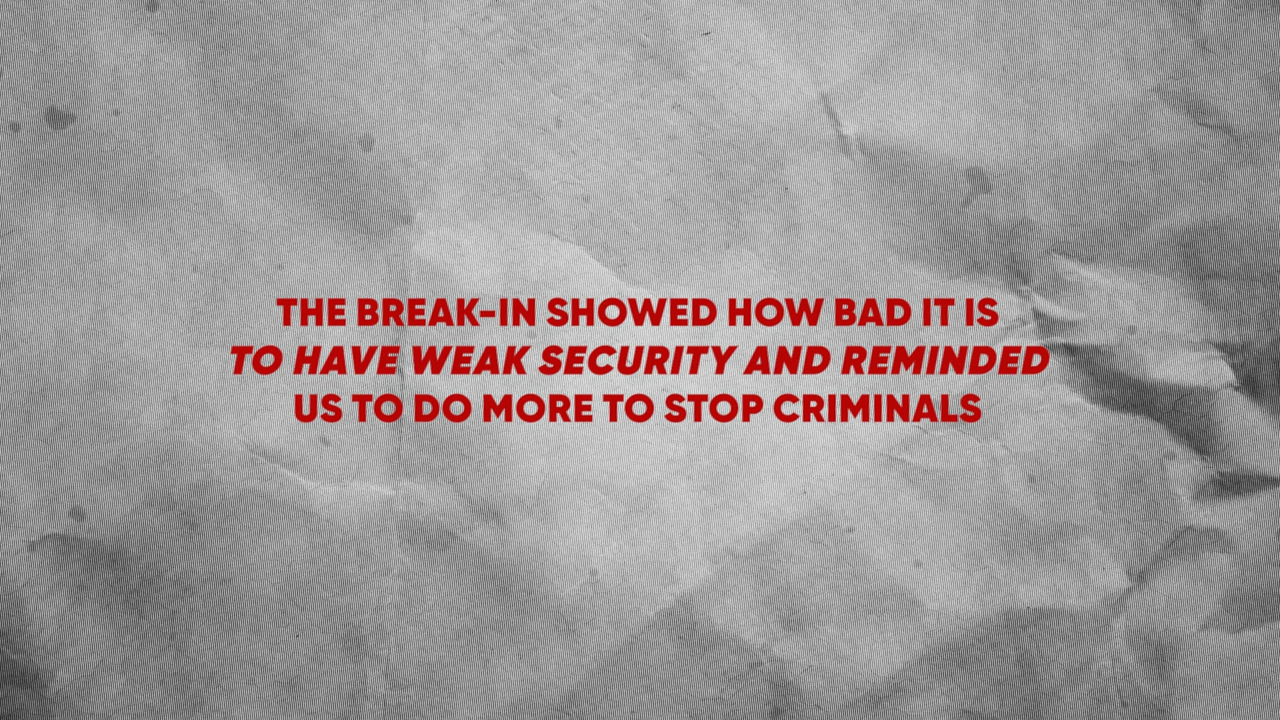 THE BREAK-IN SHOWED HOW BAD IT IS
TO HAVE WEAK SECURITY AND REMINDED
US TO DO MORE TO STOP CRIMINALS